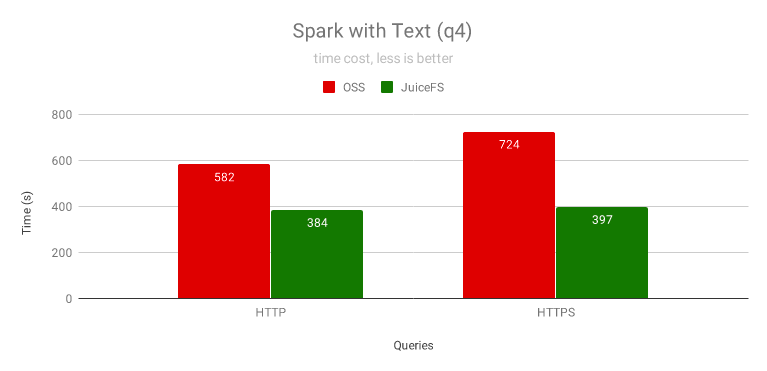 Spark with Text (q4)
time cost, less is better
OSS JuiceFS
Time (s)
800
600
400
200
0
582
384
724
397
HTTP HTTPS
Queries